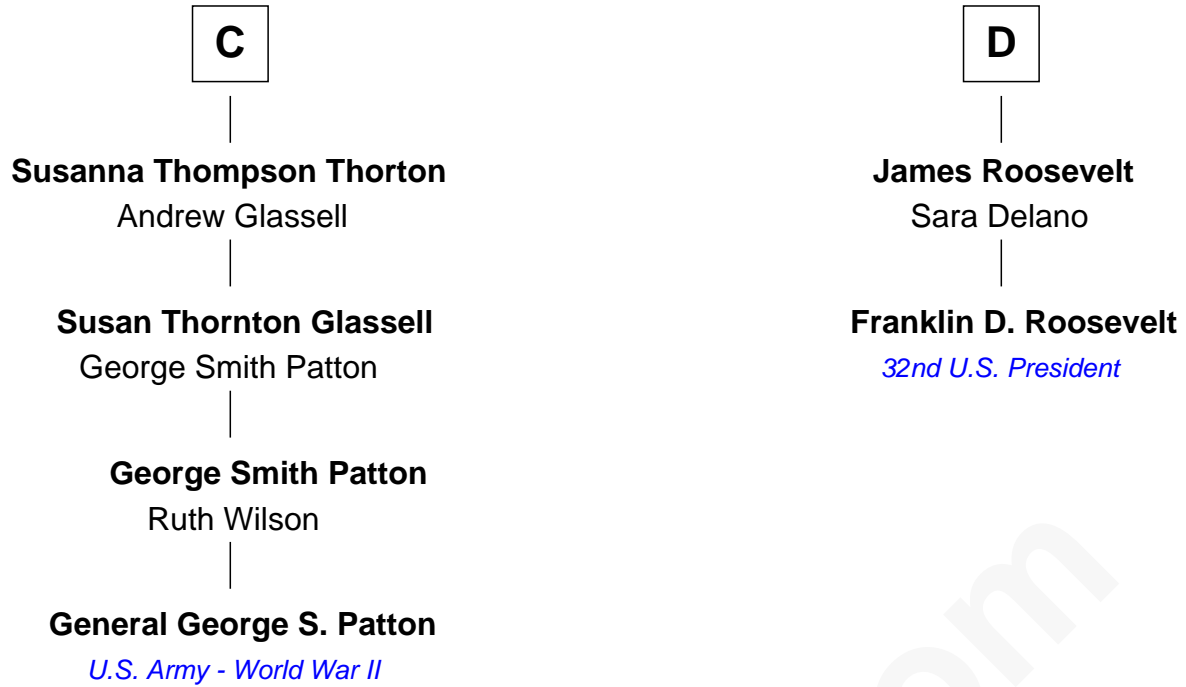 C
Susanna Thompson Thorton
Andrew Glassell
Susan Thornton Glassell
George Smith Patton
George Smith Patton
Ruth Wilson
General George S. Patton
U.S. Army - World War II
D
James Roosevelt
Sara Delano
Franklin D. Roosevelt
32nd U.S. President
om